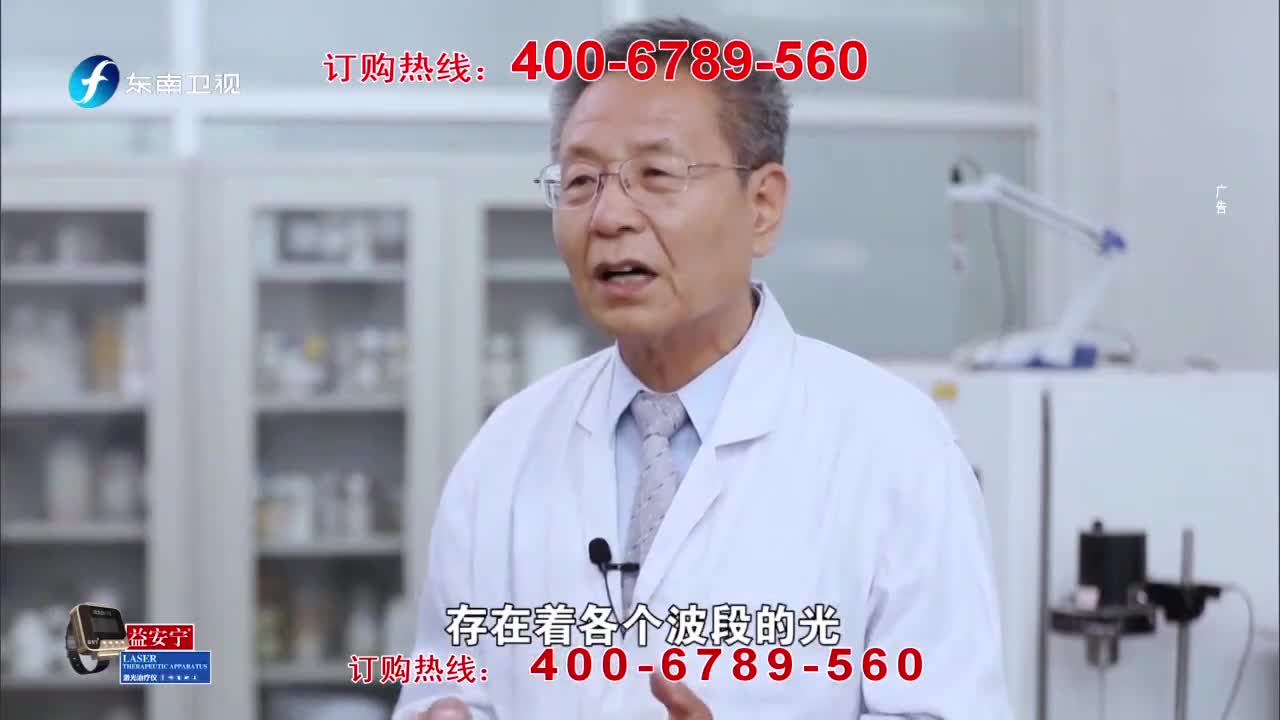 订购热线：400-6789-560
东南卫视
广告
存在着各个波段的光
益安宁
LASER
THERAPEUTIC APPARATUS
激光治疗仪
订购热线： 400-6789-560